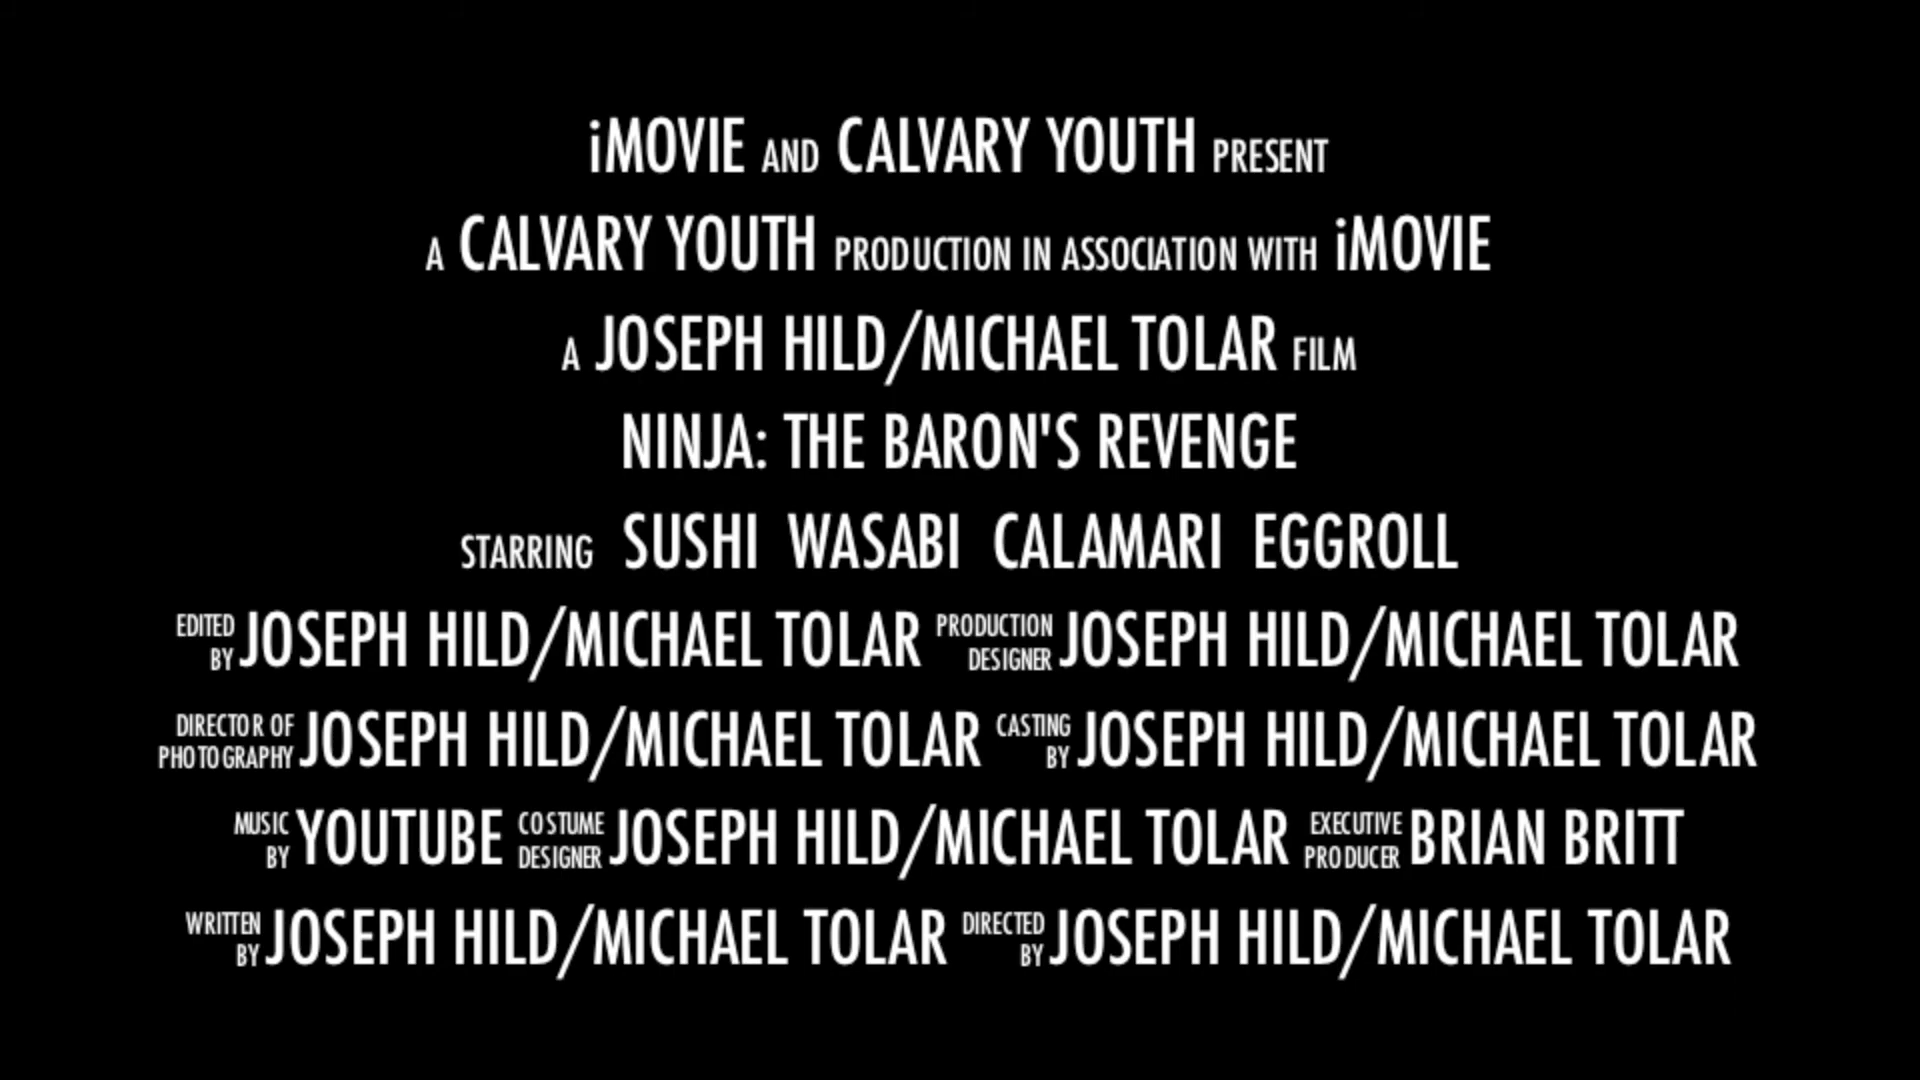 iMOVIE AND CALVARY YOUTH PRESENT
A CALVARY YOUTH PRODUCTION IN ASSOCIATION WITH iMOVIE
A JOSEPH HILD/MICHAEL TOLAR FILM
NINJA: THE BARON'S REVENGE
STARRING SUSHI WASABI CALAMARI EGGROLL
EDITED BY JOSEPH HILD/MICHAEL TOLAR PRODUCTION DESIGNER JOSEPH HILD/MICHAEL TOLAR
DIRECTOR OF PHOTOGRAPHY JOSEPH HILD/MICHAEL TOLAR CASTING BY JOSEPH HILD/MICHAEL TOLAR
MUSIC BY YOUTUBE COSTUME DESIGNER JOSEPH HILD/MICHAEL TOLAR EXECUTIVE PRODUCER BRIAN BRITT
WRITTEN BY JOSEPH HILD/MICHAEL TOLAR DIRECTED BY JOSEPH HILD/MICHAEL TOLAR